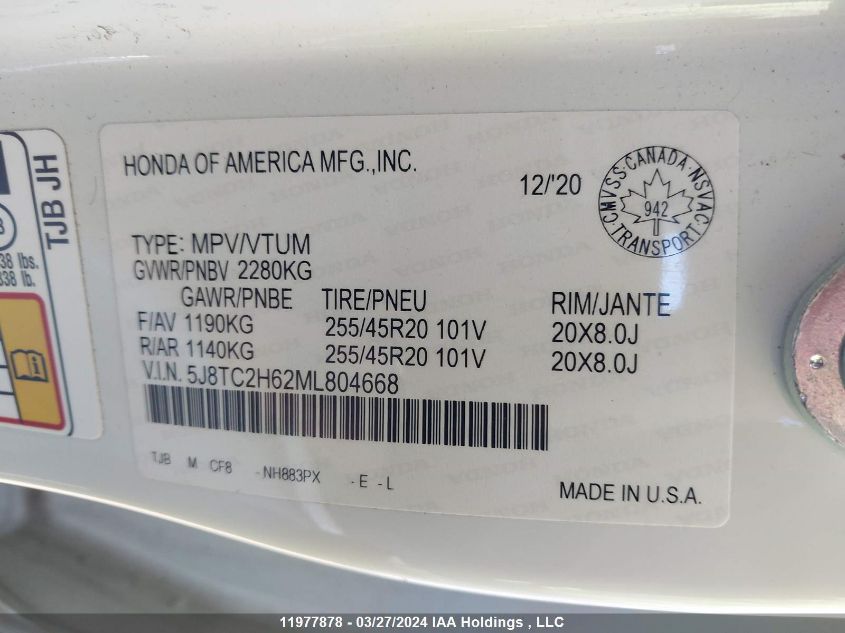 HONDA OF AMERICA MFG.,INC.
12/'20
CMVSS·CANADA·NSVAC
942
TRANSPORT
TJB JH
38 lbs.
838 lb.
TYPE: MPV/VTUM
GVWR/PNBV 2280KG
GAWR/PNBE TIRE/PNEU RIM/JANTE
F/AV 1190KG 255/45R20 101V 20X8.0J
R/AR 1140KG 255/45R20 101V 20X8.0J
V.I.N. 5J8TC2H62ML804668
TJB M CF8 -NH883PX -E -L
MADE IN U.S.A.
11977878 - 03/27/2024 IAA Holdings , LLC